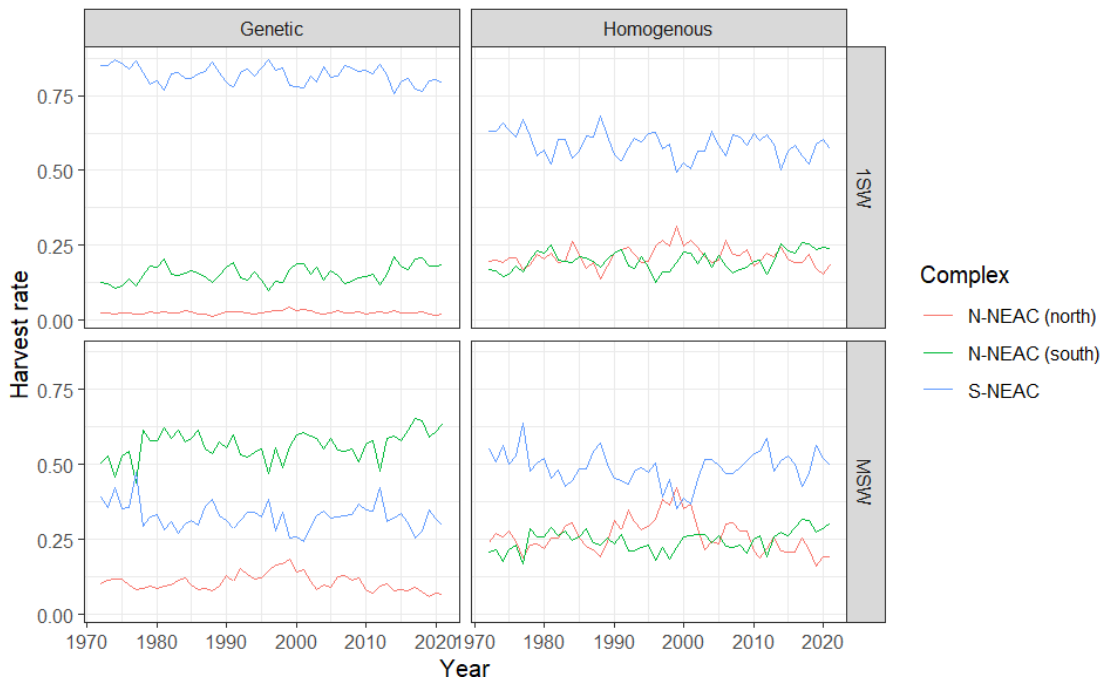 Genetic
Homogenous
Harvest rate
0.75
0.50
0.25
0.00
1SW
0.75
0.50
0.25
0.00
MSW
1970
1980
1990
2000
2010
2020
1970
1980
1990
2000
2010
2020
Year
Complex
N-NEAC (north)
N-NEAC (south)
S-NEAC